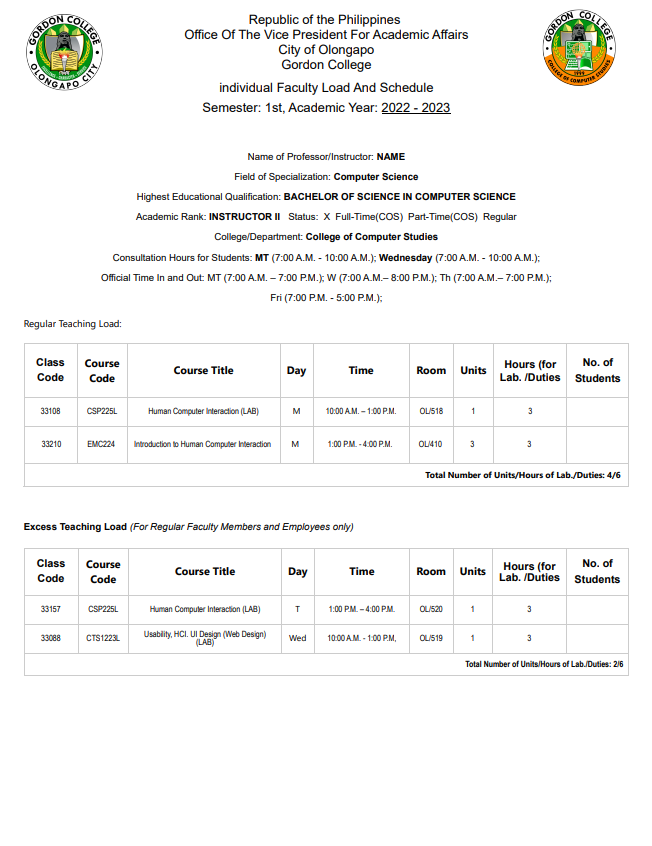 Republic of the Philippines
Office Of The Vice President For Academic Affairs
City of Olongapo
Gordon College
individual Faculty Load And Schedule
Semester: 1st, Academic Year: 2022 - 2023
GORDON COLLEGE
OLONGAPO CITY
1999
GORDON COLLEGE
COLLEGE OF COMPUTER STUDIES
1999
Name of Professor/Instructor: NAME
Field of Specialization: Computer Science
Highest Educational Qualification: BACHELOR OF SCIENCE IN COMPUTER SCIENCE
Academic Rank: INSTRUCTOR II Status: X Full-Time(COS) Part-Time(COS) Regular
College/Department: College of Computer Studies
Consultation Hours for Students: MT (7:00 A.M. - 10:00 A.M.); Wednesday (7:00 A.M. - 10:00 A.M.);
Official Time In and Out: MT (7:00 A.M. – 7:00 P.M.); W (7:00 A.M.– 8:00 P.M.); Th (7:00 A.M.– 7:00 P.M.);
Fri (7:00 P.M. - 5:00 P.M.);
Regular Teaching Load:
Class Code Course Code Course Title Day Time Room Units Hours (for Lab. /Duties No. of Students
33108 CSP225L Human Computer Interaction (LAB) M 10:00 A.M. – 1:00 P.M. OL/518 1 3
33210 EMC224 Introduction to Human Computer Interaction M 1:00 P.M. - 4:00 P.M. OL/410 3 3
Total Number of Units/Hours of Lab./Duties: 4/6
Excess Teaching Load (For Regular Faculty Members and Employees only)
Class Code Course Code Course Title Day Time Room Units Hours (for Lab. /Duties No. of Students
33157 CSP225L Human Computer Interaction (LAB) T 1:00 P.M. – 4:00 P.M. OL/520 1 3
33088 CTS1223L Usability, HCI. UI Design (Web Design) (LAB) Wed 10:00 A.M. - 1:00 P.M, OL/519 1 3
Total Number of Units/Hours of Lab./Duties: 2/6